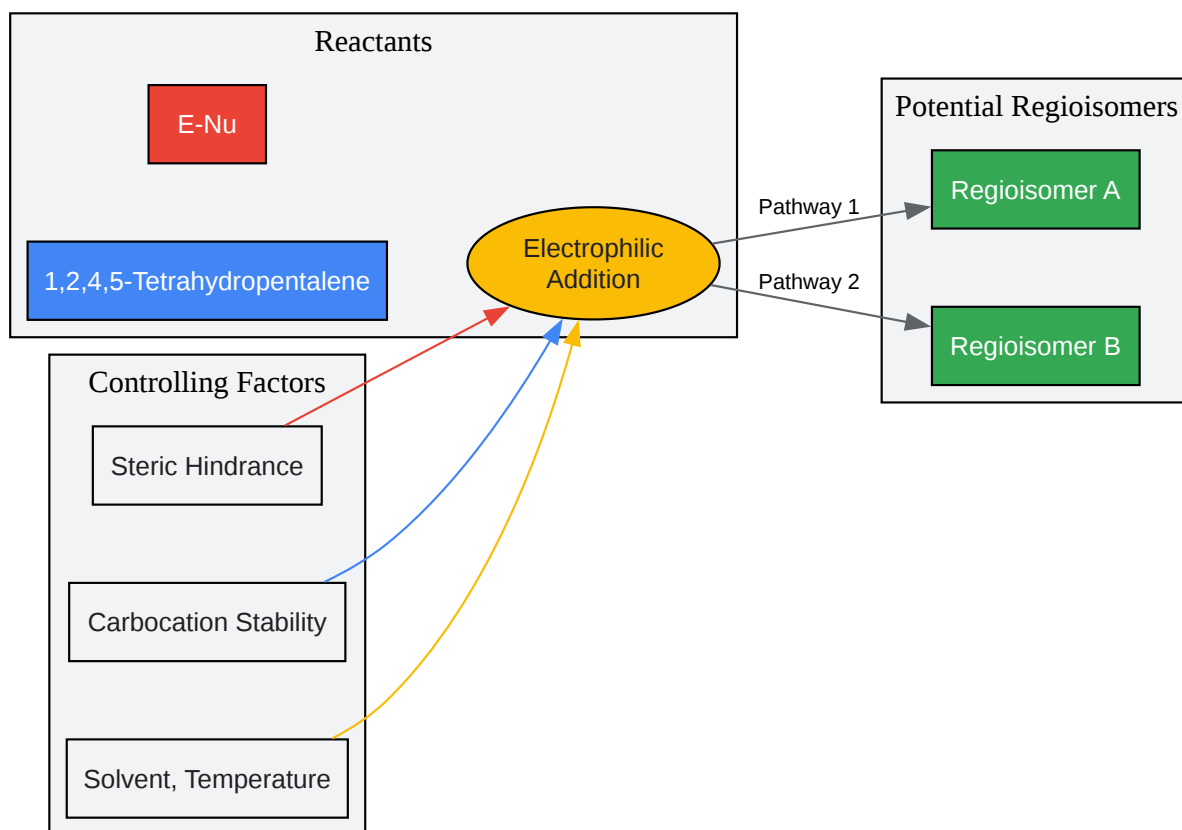 Reactants
E-Nu
1,2,4,5-Tetrahydropentalene
Electrophilic
Addition
Pathway 1
Pathway 2
Potential Regioisomers
Regioisomer A
Regioisomer B
Controlling Factors
Steric Hindrance
Carbocation Stability
Solvent, Temperature